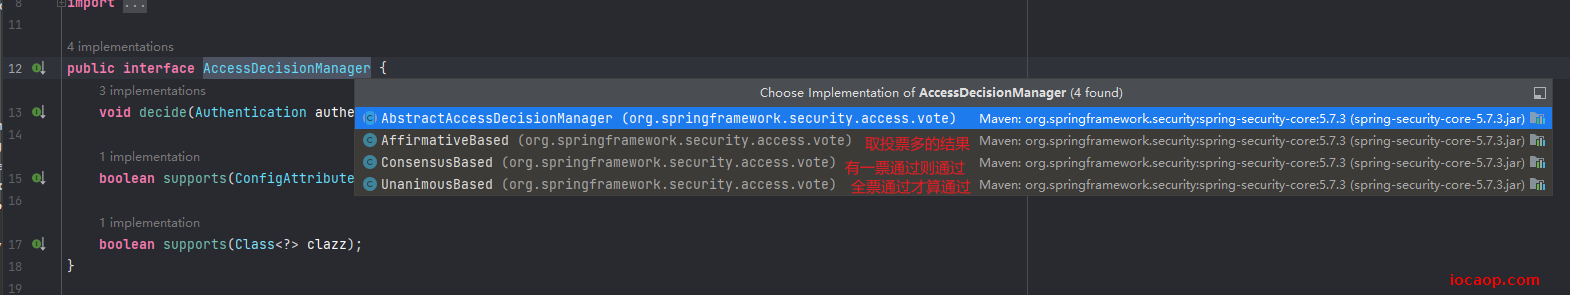 8 import ...
11
4 implementations
12 public interface AccessDecisionManager {
3 implementations
Choose Implementation of AccessDecisionManager (4 found)
13 void decide(Authentication authe
AbstractAccessDecisionManager (org.springframework.security.access.vote) Maven: org.springframework.security:spring-security-core:5.7.3 (spring-security-core-5.7.3.jar)
14
AffirmativeBased (org.springframework.security.access.vote) 取投票多的结果 Maven: org.springframework.security:spring-security-core:5.7.3 (spring-security-core-5.7.3.jar)
1 implementation
ConsensusBased (org.springframework.security.access.vote) 有一票通过则通过 Maven: org.springframework.security:spring-security-core:5.7.3 (spring-security-core-5.7.3.jar)
15 boolean supports(ConfigAttribute
UnanimousBased (org.springframework.security.access.vote) 全票通过才算通过 Maven: org.springframework.security:spring-security-core:5.7.3 (spring-security-core-5.7.3.jar)
16
1 implementation
17 boolean supports(Class<?> clazz);
18 }
19
iocaop.com